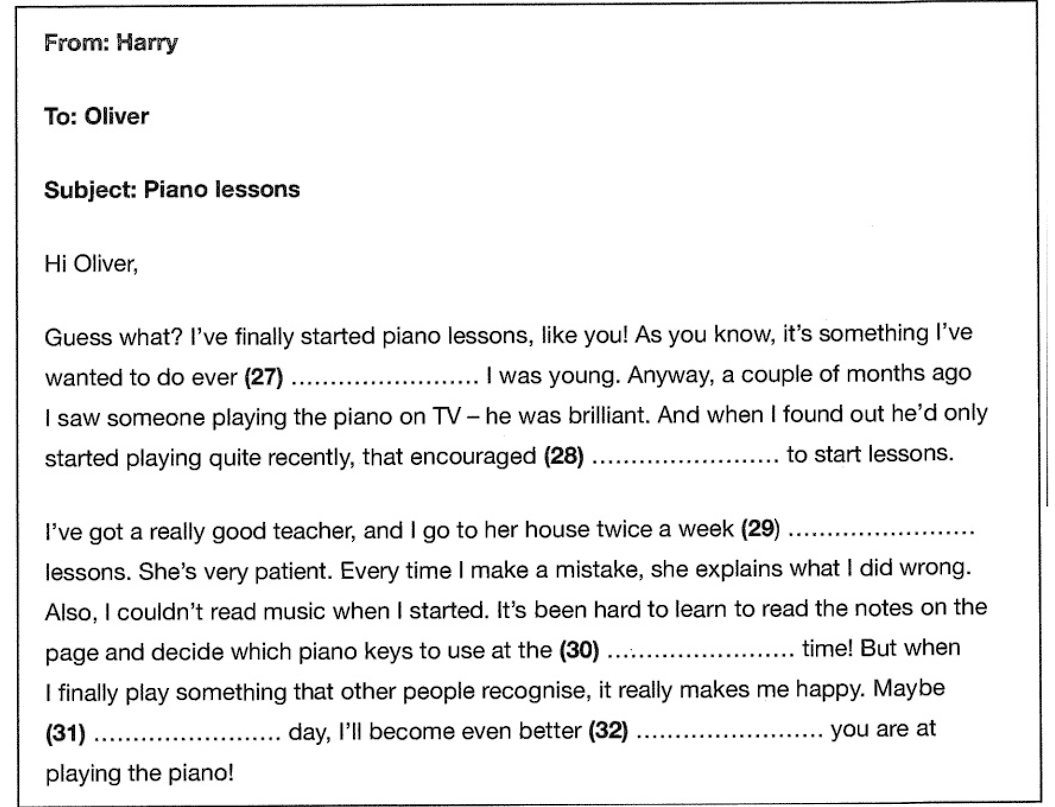 From: Harry
To: Oliver
Subject: Piano lessons
Hi Oliver,
Guess what? I've finally started piano lessons, like you! As you know, it's something I've
wanted to do ever (27) ........................ I was young. Anyway, a couple of months ago
I saw someone playing the piano on TV – he was brilliant. And when I found out he'd only
started playing quite recently, that encouraged (28) ........................ to start lessons.
I've got a really good teacher, and I go to her house twice a week (29) ........................
lessons. She's very patient. Every time I make a mistake, she explains what I did wrong.
Also, I couldn't read music when I started. It's been hard to learn to read the notes on the
page and decide which piano keys to use at the (30) ........................ time! But when
I finally play something that other people recognise, it really makes me happy. Maybe
(31) ........................ day, I'll become even better (32) ........................ you are at
playing the piano!